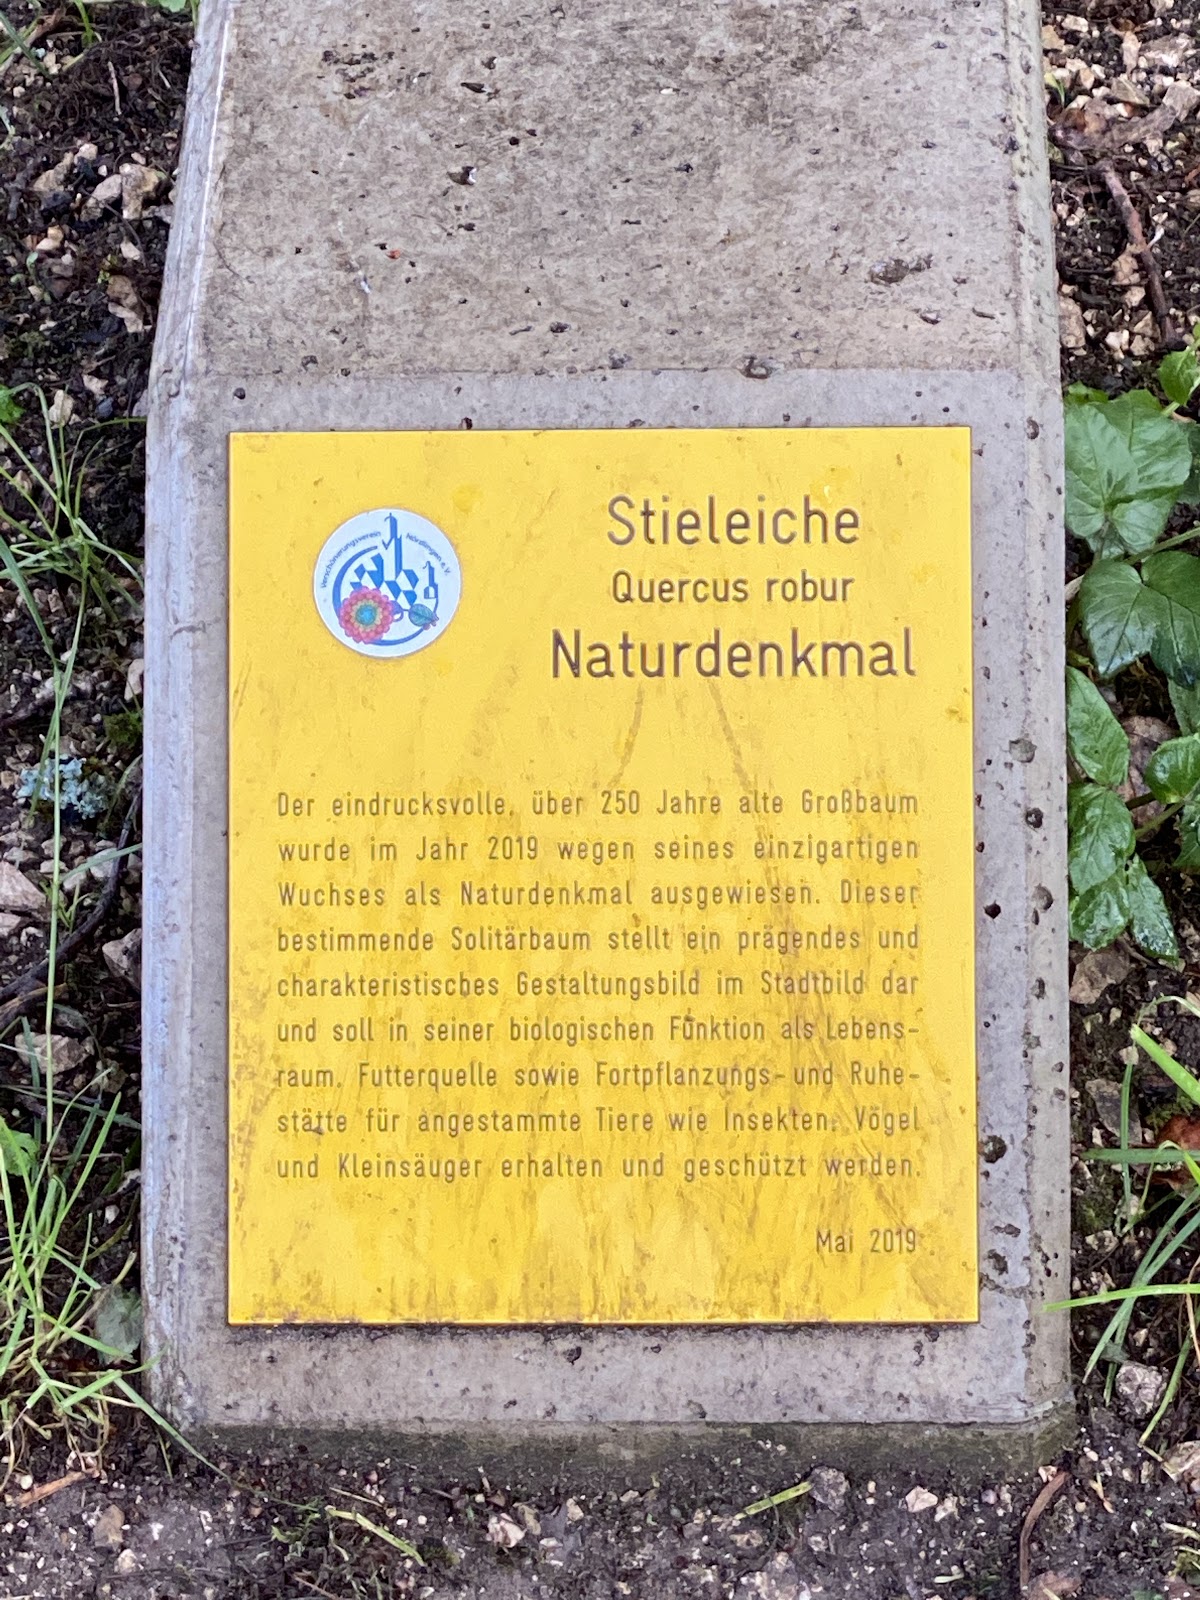 Verschönerungsverein Nördlingen e.V.
Stieleiche
Quercus robur
Naturdenkmal
Der eindrucksvolle, über 250 Jahre alte Großbaum
wurde im Jahr 2019 wegen seines einzigartigen
Wuchses als Naturdenkmal ausgewiesen. Dieser
bestimmende Solitärbaum stellt ein prägendes und
charakteristisches Gestaltungsbild im Stadtbild dar
und soll in seiner biologischen Funktion als Lebens-
raum, Futterquelle sowie Fortpflanzungs- und Ruhe-
stätte für angestammte Tiere wie Insekten, Vögel
und Kleinsäuger erhalten und geschützt werden.
Mai 2019